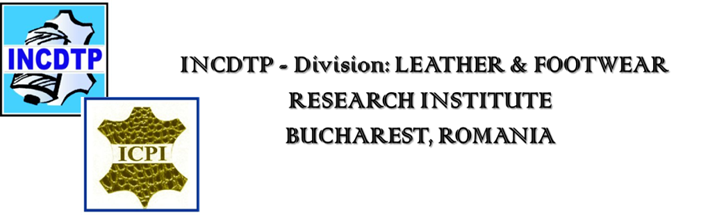 INCDTP
INCDTP - Division: LEATHER & FOOTWEAR
RESEARCH INSTITUTE
BUCHAREST, ROMANIA
ICPI